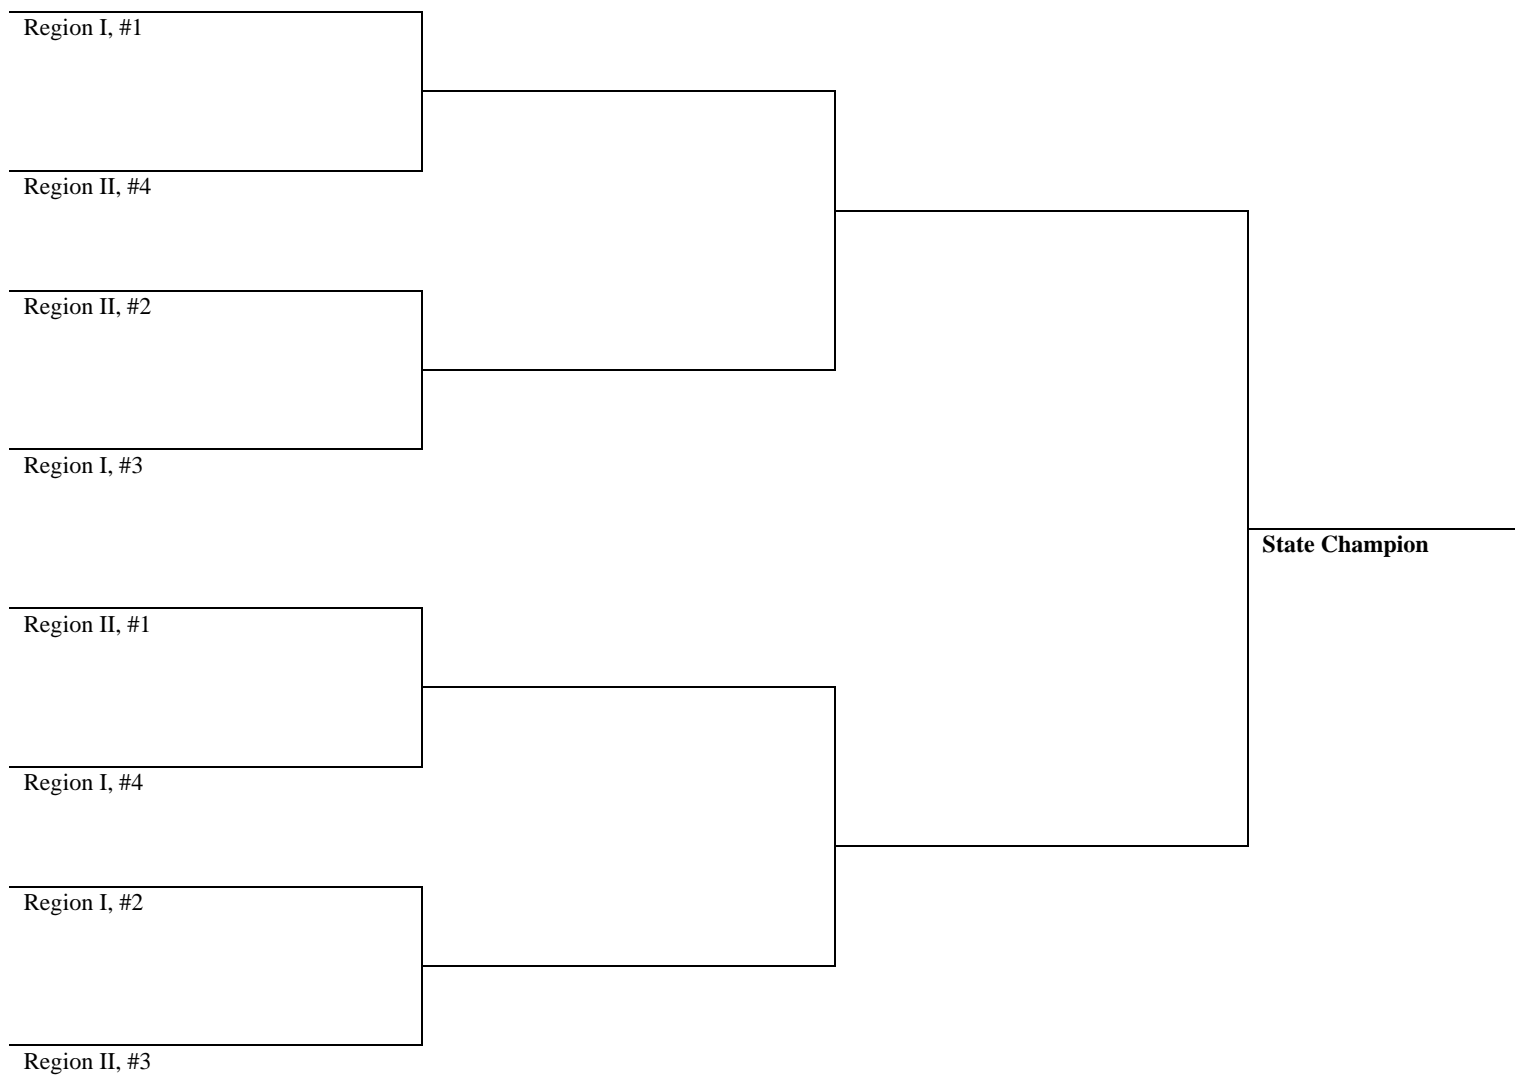 Region I, #1
Region II, #4
Region II, #2
Region I, #3
State Champion
Region II, #1
Region I, #4
Region I, #2
Region II, #3